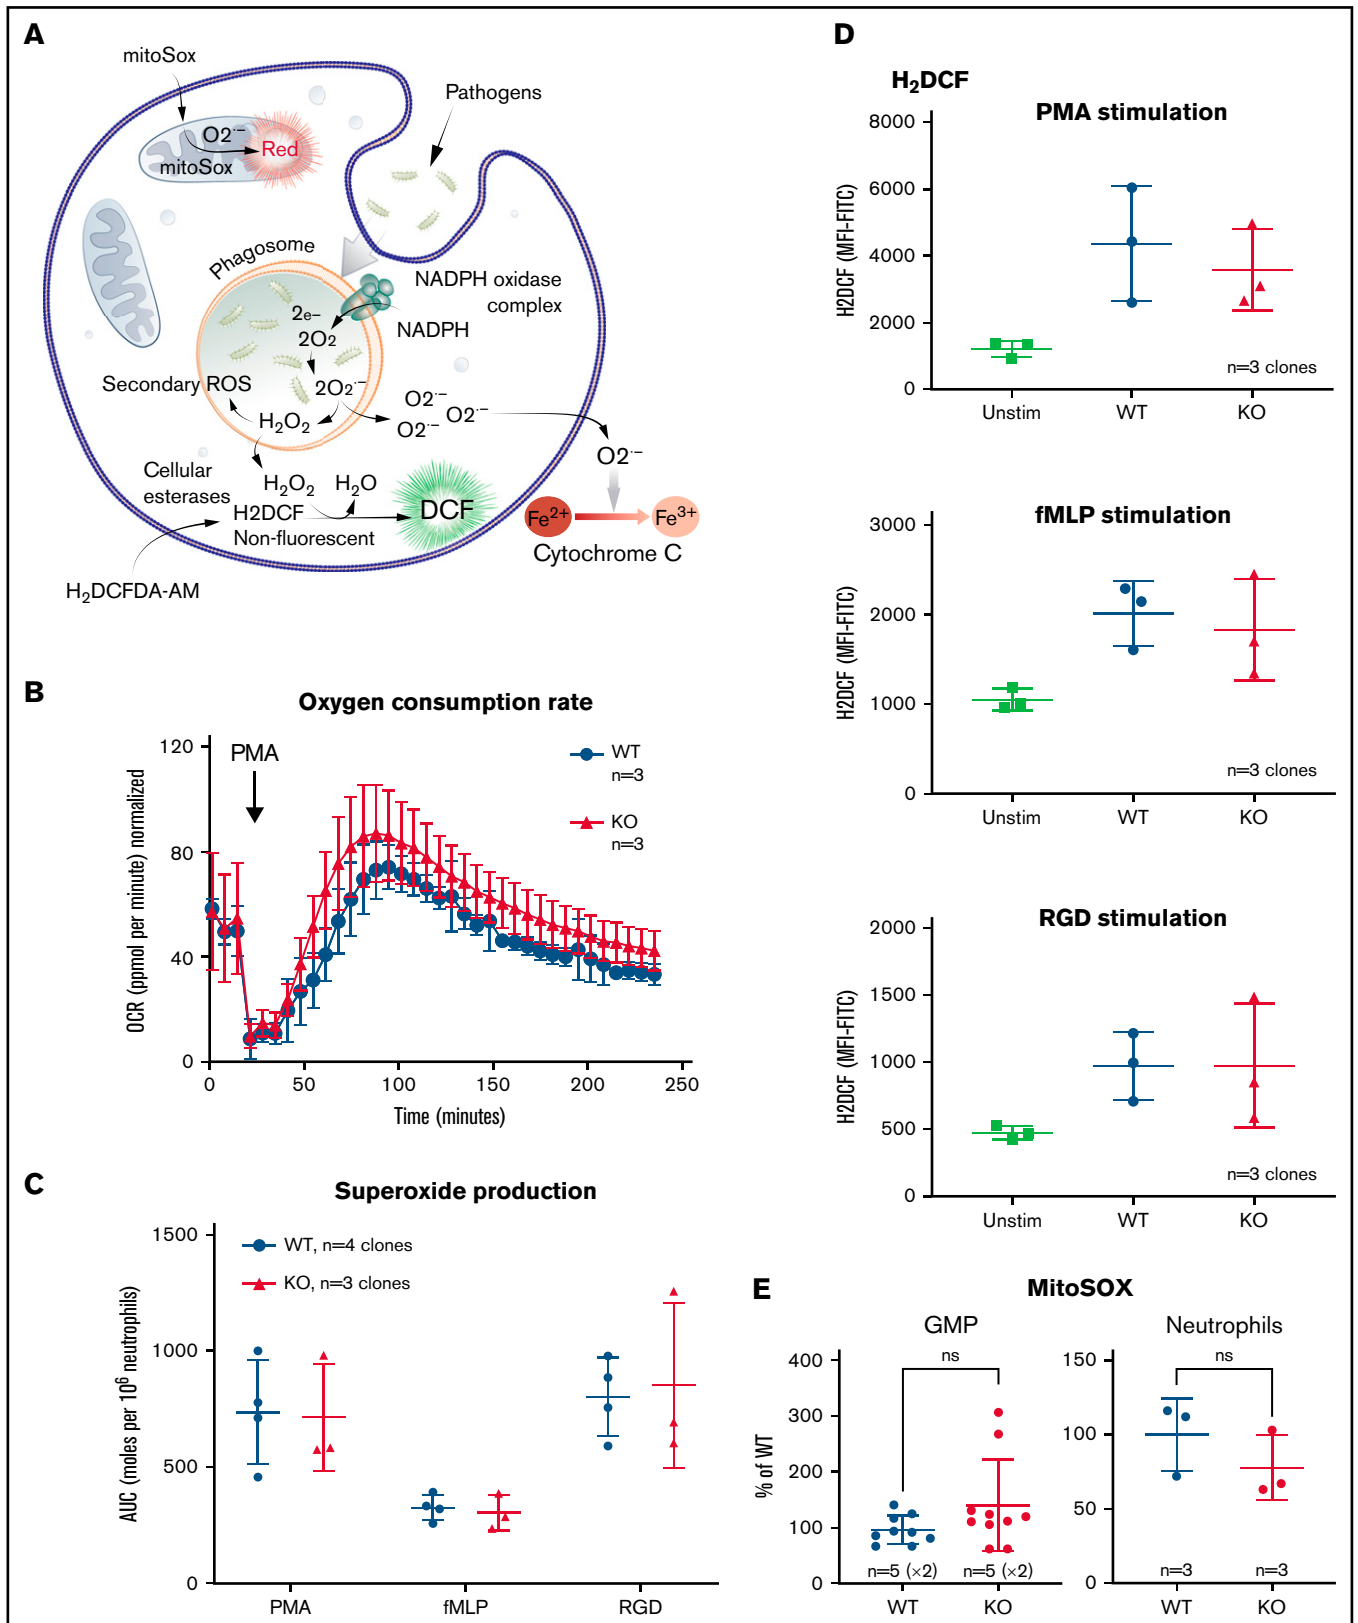 A
mitoSox
O2·−
mitoSox
Red
Pathogens
Phagosome
NADPH oxidase
complex
NADPH
2e−
2O2
2O2·−
Secondary ROS
H2O2
O2·−
O2·−
O2·−
O2·−
Cellular
esterases
H2O2
H2O
H2DCF
Non-fluorescent
DCF
Fe2+
Fe3+
Cytochrome C
H2DCFDA-AM
B
Oxygen consumption rate
OCR (ppmol per minute) normalized
120
80
40
0
PMA
WT
n=3
KO
n=3
0
50
100
150
200
250
Time (minutes)
C
Superoxide production
AUC (moles per 10^6 neutrophils)
1500
1000
500
0
WT, n=4 clones
KO, n=3 clones
PMA
fMLP
RGD
D
H2DCF
PMA stimulation
H2DCF (MFI-FITC)
8000
6000
4000
2000
0
n=3 clones
Unstim
WT
KO
fMLP stimulation
H2DCF (MFI-FITC)
3000
2000
1000
0
n=3 clones
Unstim
WT
KO
RGD stimulation
H2DCF (MFI-FITC)
2000
1500
1000
500
0
n=3 clones
Unstim
WT
KO
E
MitoSOX
GMP
% of WT
400
300
200
100
0
ns
n=5 (×2)
n=5 (×2)
WT
KO
Neutrophils
150
100
50
0
ns
n=3
n=3
WT
KO